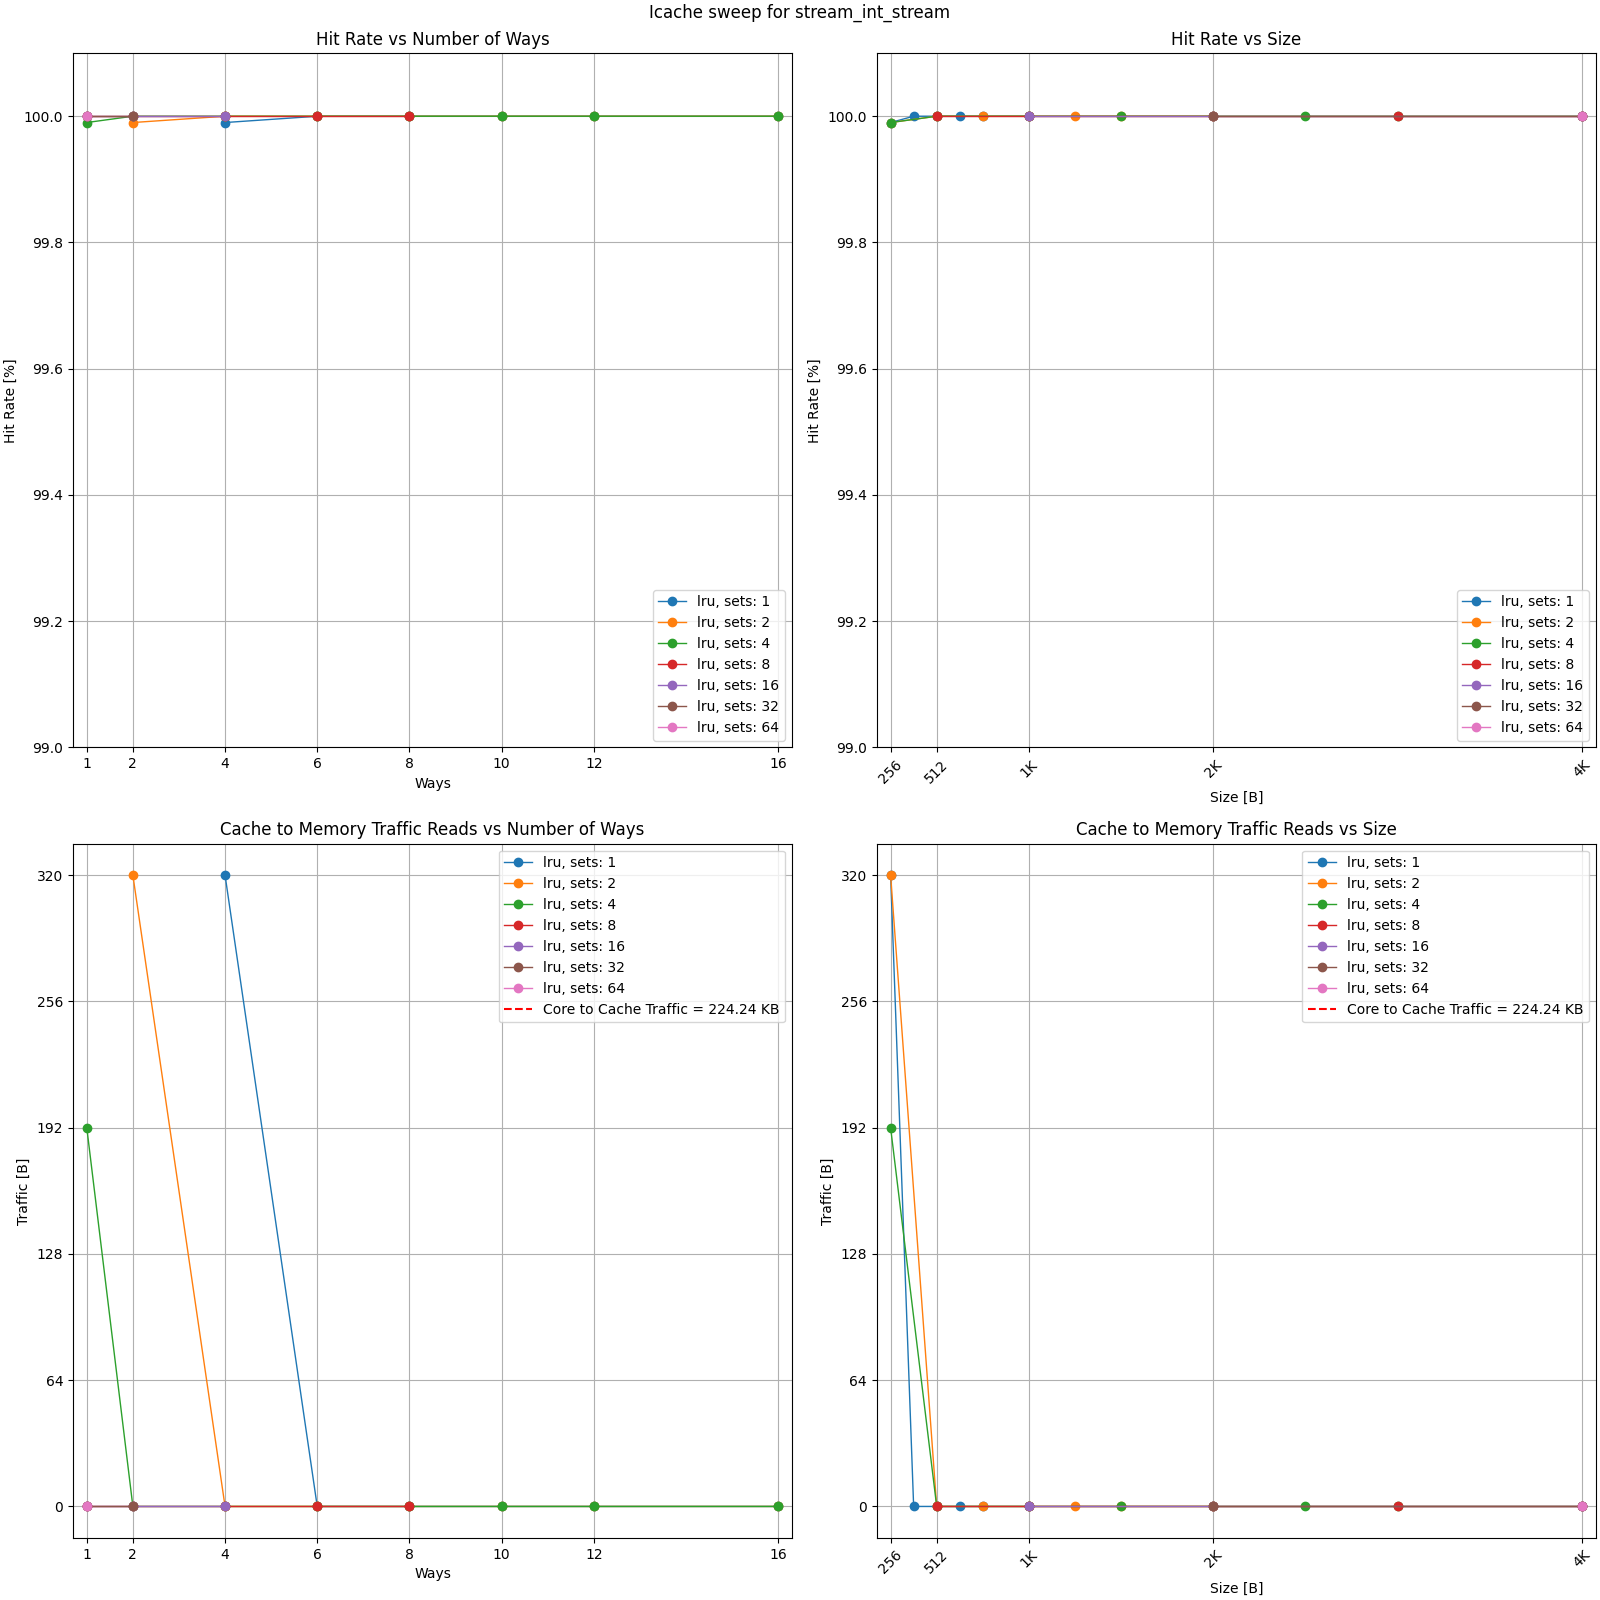 Icache sweep for stream_int_stream
Hit Rate vs Number of Ways
Hit Rate [%]
100.0
99.8
99.6
99.4
99.2
99.0
1 2 4 6 8 10 12 16
Ways
lru, sets: 1
lru, sets: 2
lru, sets: 4
lru, sets: 8
lru, sets: 16
lru, sets: 32
lru, sets: 64
Hit Rate vs Size
Hit Rate [%]
100.0
99.8
99.6
99.4
99.2
99.0
256 512 1K 2K 4K
Size [B]
lru, sets: 1
lru, sets: 2
lru, sets: 4
lru, sets: 8
lru, sets: 16
lru, sets: 32
lru, sets: 64
Cache to Memory Traffic Reads vs Number of Ways
Traffic [B]
320
256
192
128
64
0
1 2 4 6 8 10 12 16
Ways
lru, sets: 1
lru, sets: 2
lru, sets: 4
lru, sets: 8
lru, sets: 16
lru, sets: 32
lru, sets: 64
Core to Cache Traffic = 224.24 KB
Cache to Memory Traffic Reads vs Size
Traffic [B]
320
256
192
128
64
0
256 512 1K 2K 4K
Size [B]
lru, sets: 1
lru, sets: 2
lru, sets: 4
lru, sets: 8
lru, sets: 16
lru, sets: 32
lru, sets: 64
Core to Cache Traffic = 224.24 KB